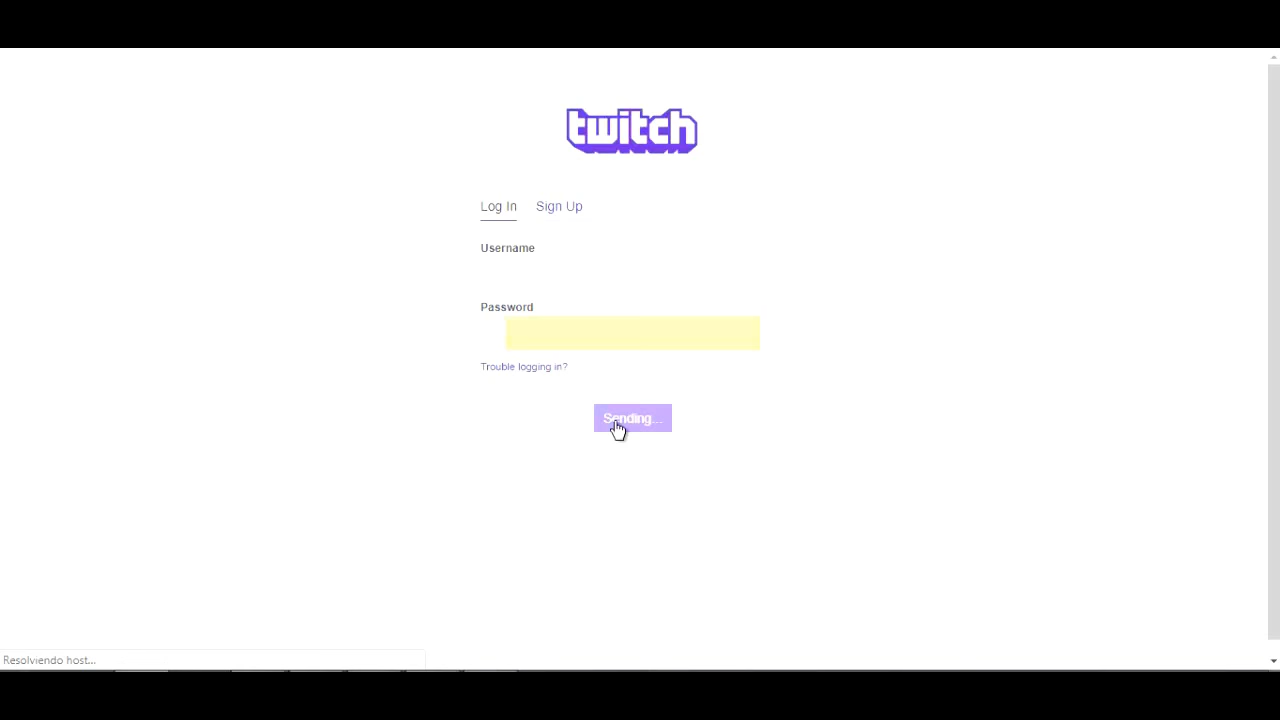 twitch
Log In Sign Up
Username
Password
Trouble logging in?
Sending...
Resolviendo host...